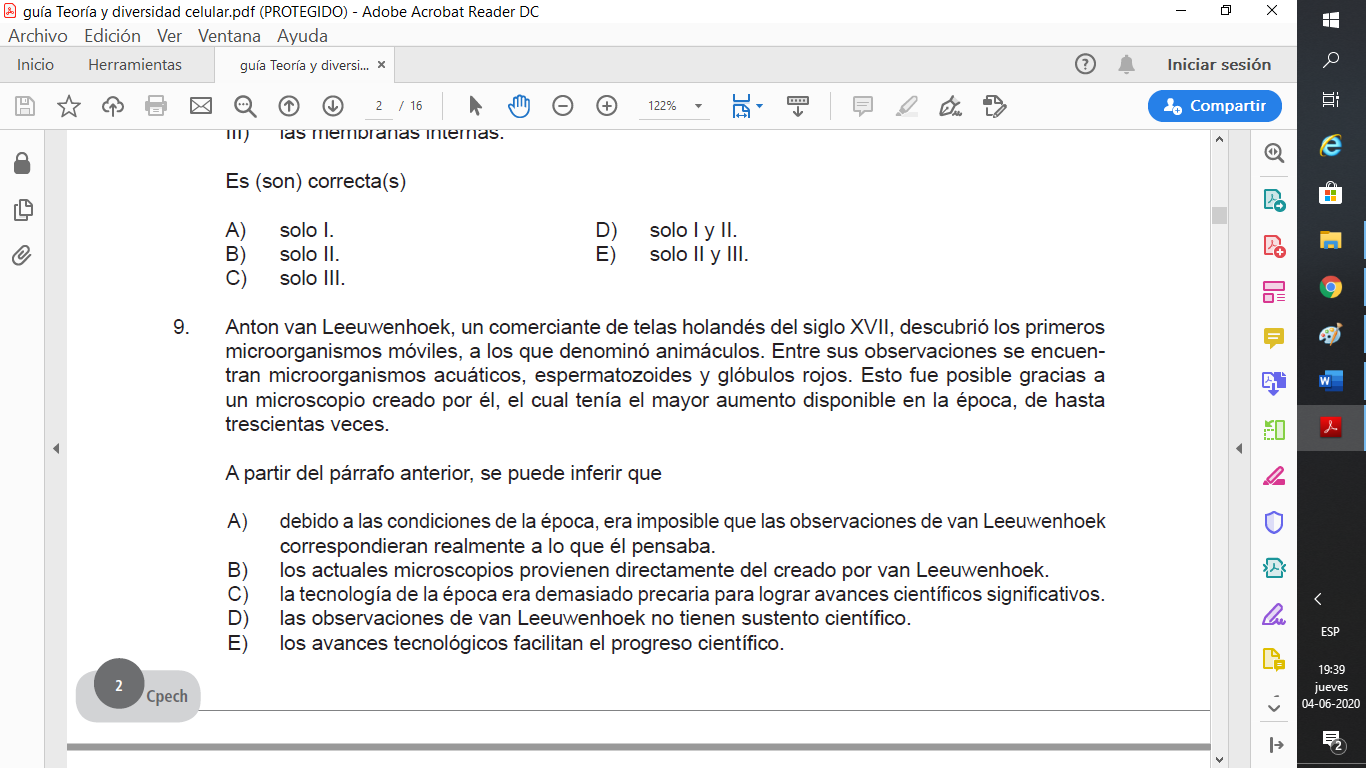 guía Teoría y diversidad celular.pdf (PROTEGIDO) - Adobe Acrobat Reader DC
Archivo Edición Ver Ventana Ayuda
Inicio Herramientas guía Teoría y diversi... × Iniciar sesión
2 / 16 122% Compartir
III) las membranas internas.
Es (son) correcta(s)
A) solo I. D) solo I y II.
B) solo II. E) solo II y III.
C) solo III.
9. Anton van Leeuwenhoek, un comerciante de telas holandés del siglo XVII, descubrió los primeros
microorganismos móviles, a los que denominó animáculos. Entre sus observaciones se encuen-
tran microorganismos acuáticos, espermatozoides y glóbulos rojos. Esto fue posible gracias a
un microscopio creado por él, el cual tenía el mayor aumento disponible en la época, de hasta
trescientas veces.
A partir del párrafo anterior, se puede inferir que
A) debido a las condiciones de la época, era imposible que las observaciones de van Leeuwenhoek
correspondieran realmente a lo que él pensaba.
B) los actuales microscopios provienen directamente del creado por van Leeuwenhoek.
C) la tecnología de la época era demasiado precaria para lograr avances científicos significativos.
D) las observaciones de van Leeuwenhoek no tienen sustento científico.
E) los avances tecnológicos facilitan el progreso científico.
2 Cpech
ESP
19:39
jueves
04-06-2020
2